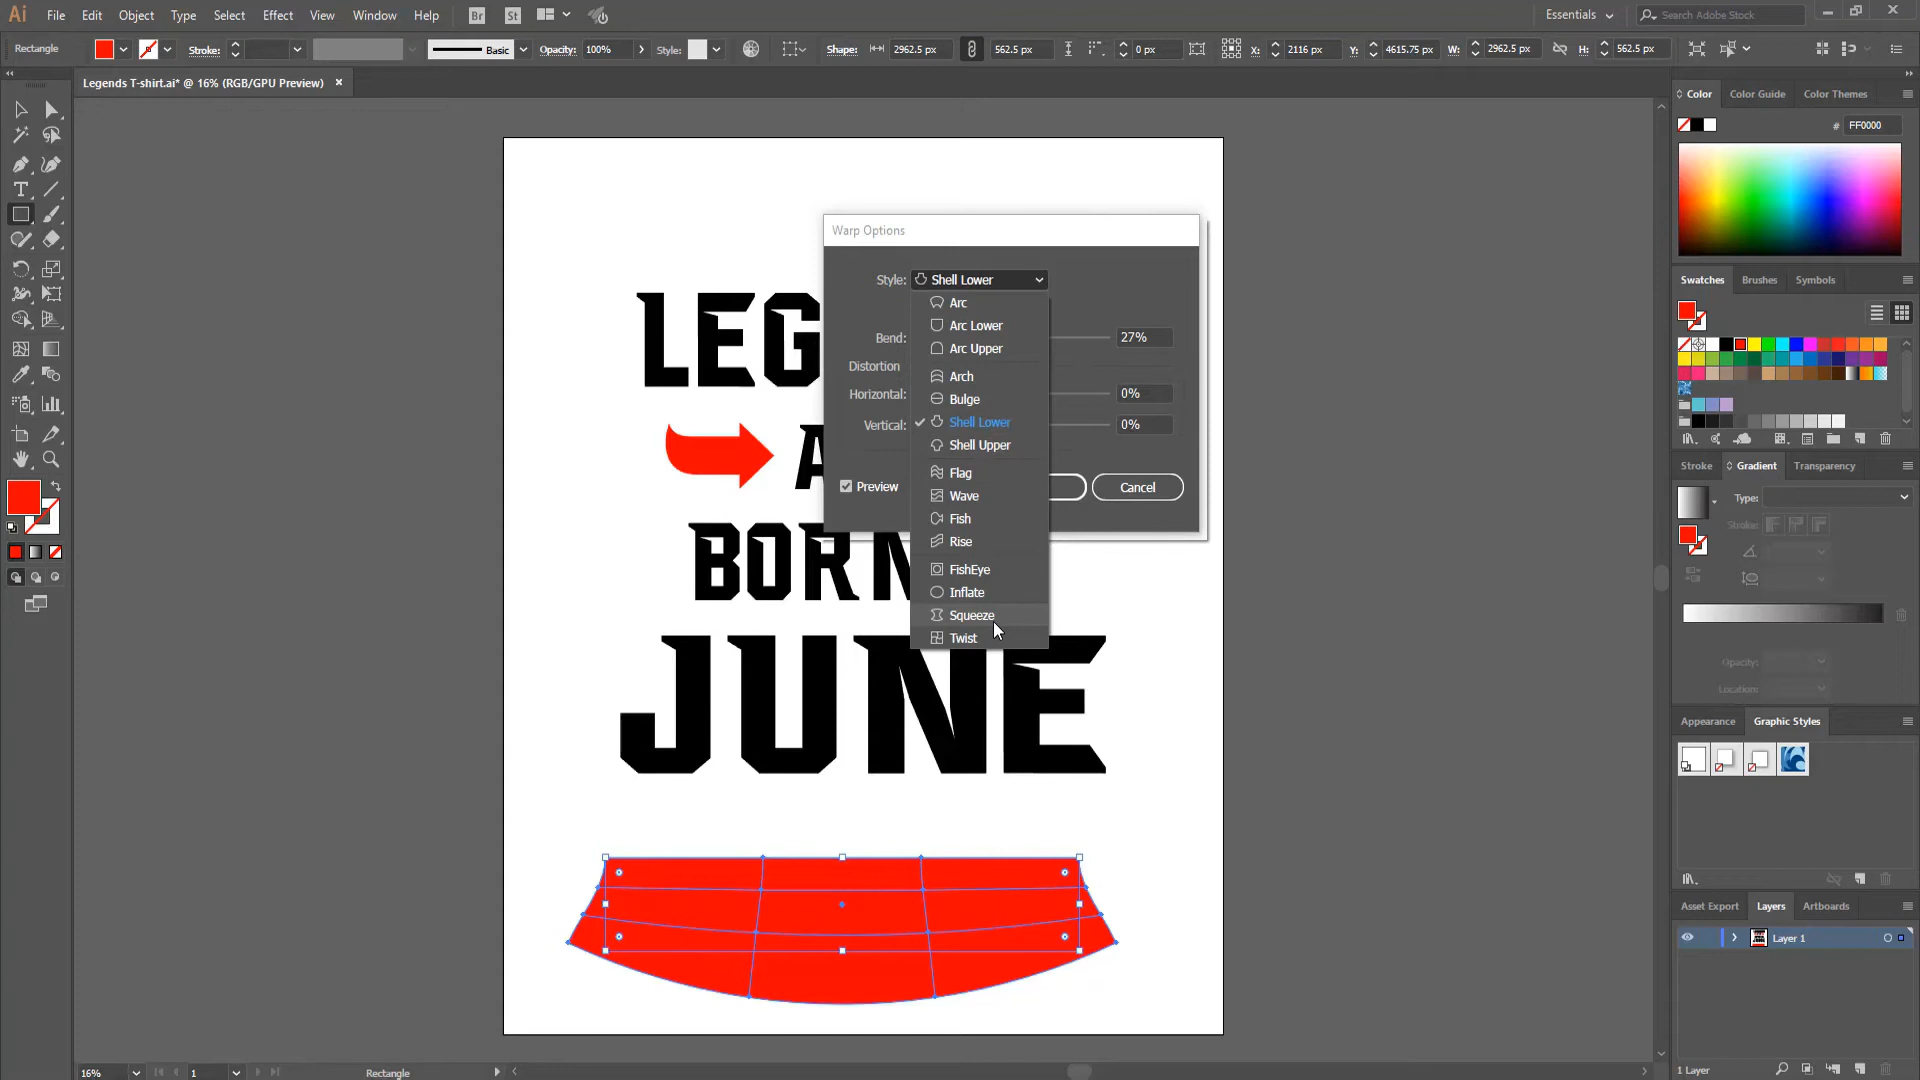 Ai File Edit Object Type Select Effect View Window Help Br St Essentials Search Adobe Stock
Rectangle Stroke: Basic Opacity: 100% Style: Shape: 2962.5 px 562.5 px 0 px X: 2116 px Y: 4615.75 px W: 2962.5 px H: 562.5 px
Legends T-shirt.ai* @ 16% (RGB/GPU Preview) ×
Color Color Guide Color Themes
# FF0000
Warp Options
Style: Shell Lower
Arc
Arc Lower
Arc Upper
Arch
Bulge
Shell Lower
Shell Upper
Flag
Wave
Fish
Rise
FishEye
Inflate
Squeeze
Twist
Bend: 27%
Distortion
Horizontal: 0%
Vertical: 0%
Preview Cancel
LEG
A
BORN
JUNE
Swatches Brushes Symbols
Stroke Gradient Transparency
Type:
Stroke:
Opacity:
Location:
Appearance Graphic Styles
Asset Export Layers Artboards
Layer 1
1 Layer
16% 1 Rectangle